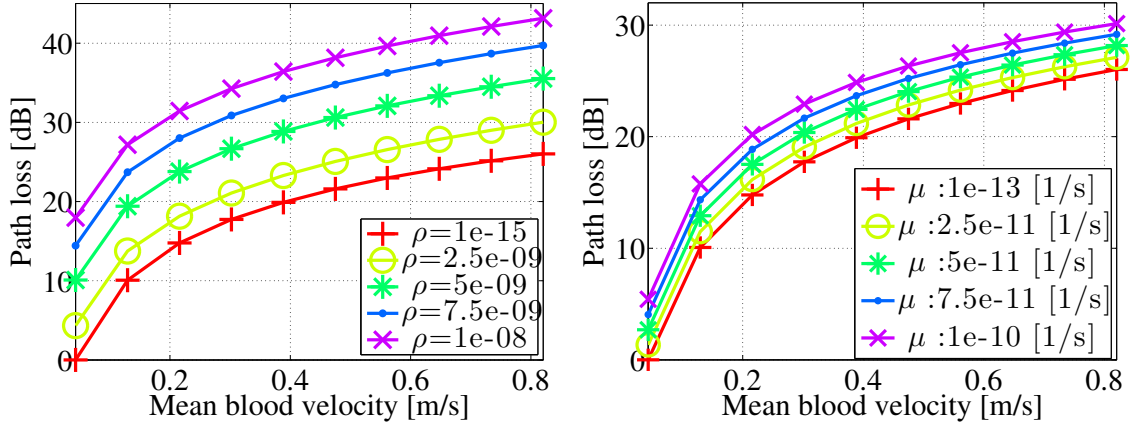 Path loss [dB]
40
30
20
10
0
0.2
0.4
0.6
0.8
Mean blood velocity [m/s]
ρ=1e-15
ρ=2.5e-09
ρ=5e-09
ρ=7.5e-09
ρ=1e-08
Path loss [dB]
30
20
10
0
0.2
0.4
0.6
0.8
Mean blood velocity [m/s]
μ :1e-13 [1/s]
μ :2.5e-11 [1/s]
μ :5e-11 [1/s]
μ :7.5e-11 [1/s]
μ :1e-10 [1/s]